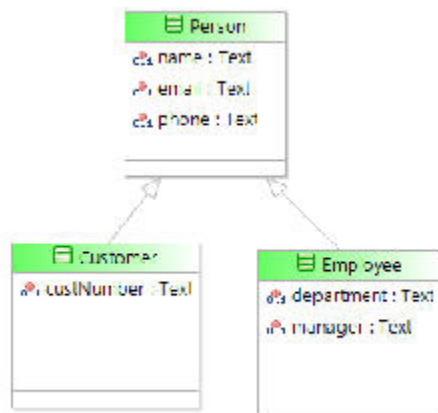 Person
name : Text
email : Text
phone : Text
Customer
custNumber : Text
Employee
department : Text
manager : Text